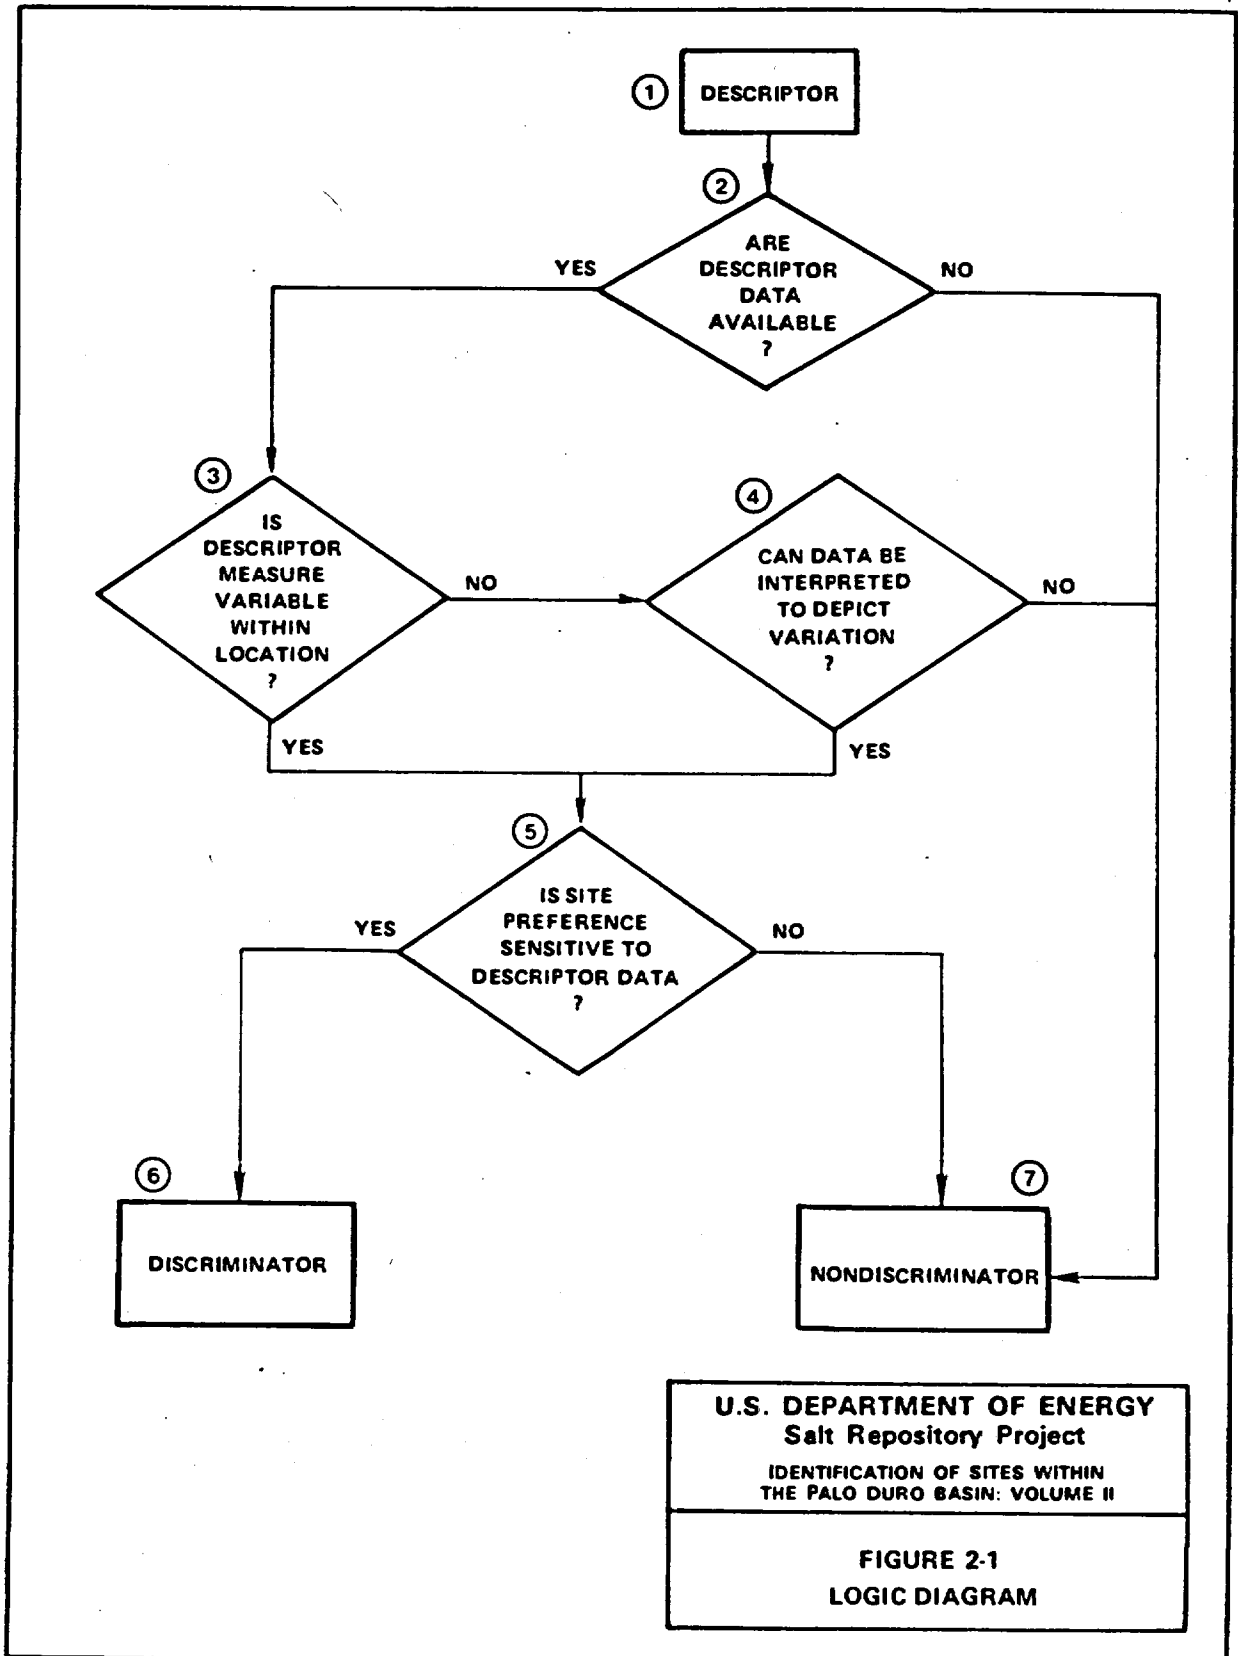 1
DESCRIPTOR
2
ARE
DESCRIPTOR
DATA
AVAILABLE
?
YES
NO
3
IS
DESCRIPTOR
MEASURE
VARIABLE
WITHIN
LOCATION
?
NO
4
CAN DATA BE
INTERPRETED
TO DEPICT
VARIATION
?
NO
YES
YES
5
IS SITE
PREFERENCE
SENSITIVE TO
DESCRIPTOR DATA
?
YES
NO
6
DISCRIMINATOR
7
NONDISCRIMINATOR
U.S. DEPARTMENT OF ENERGY
Salt Repository Project
IDENTIFICATION OF SITES WITHIN
THE PALO DURO BASIN: VOLUME II
FIGURE 2-1
LOGIC DIAGRAM